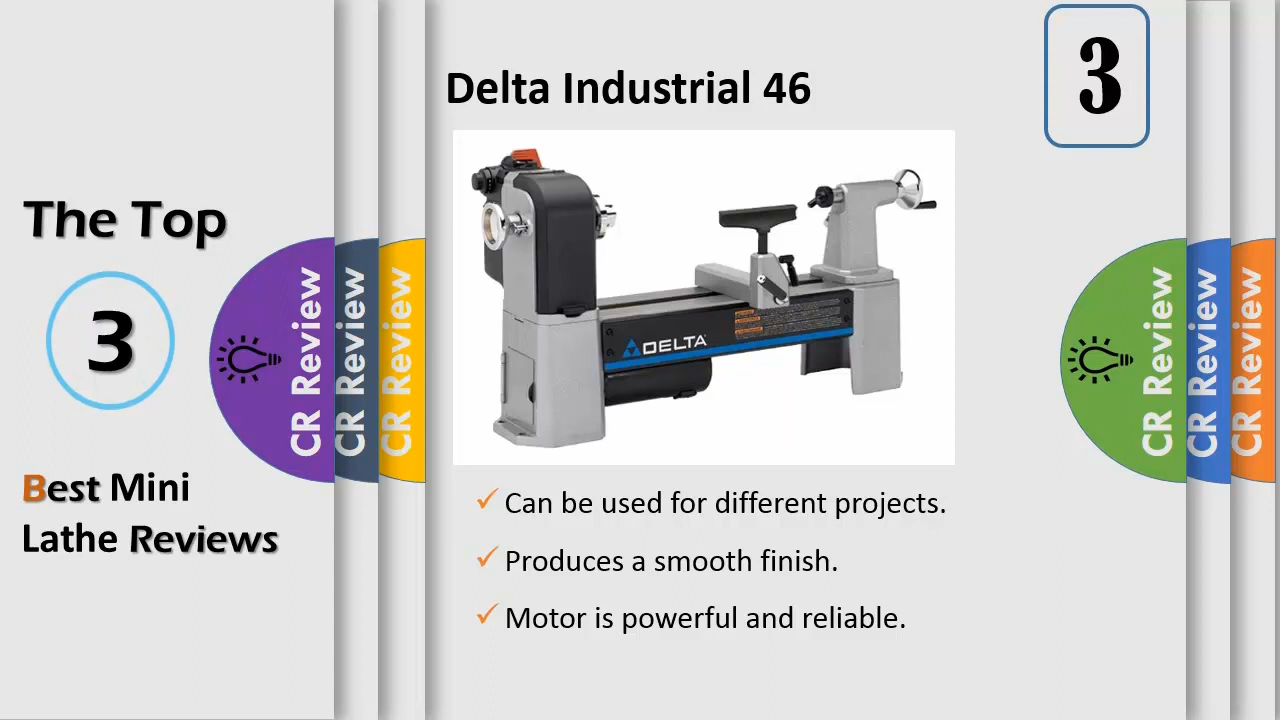 The Top
3
Best Mini
Lathe Reviews
CR Review
CR Review
CR Review
Delta Industrial 46
3
DELTA
Can be used for different projects.
Produces a smooth finish.
Motor is powerful and reliable.
CR Review
CR Review
CR Review